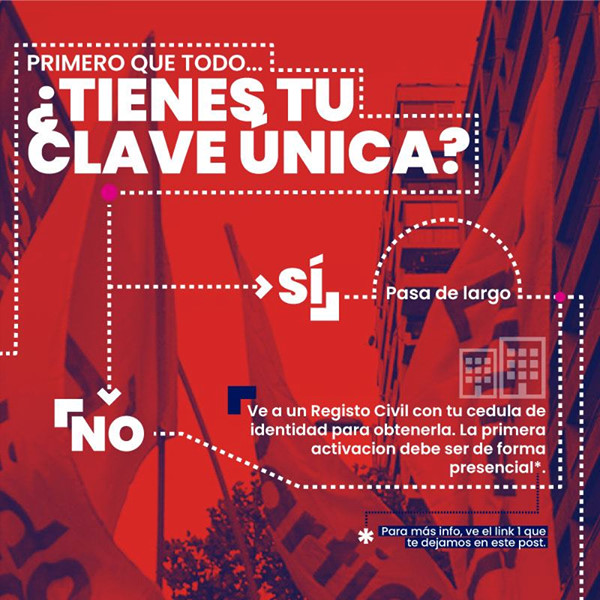 PRIMERO QUE TODO...
¿TIENES TU
CLAVE ÚNICA?
SÍ
Pasa de largo
NO
Ve a un Registo Civil con tu cedula de
identidad para obtenerla. La primera
activacion debe ser de forma
presencial*.
* Para más info, ve el link 1 que
te dejamos en este post.